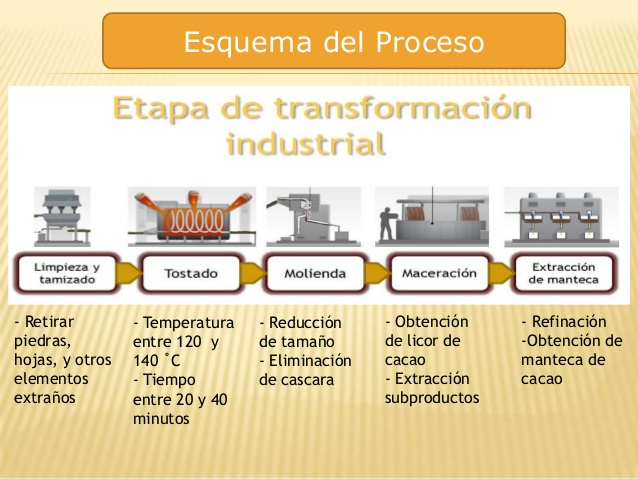 Esquema del Proceso
Etapa de transformación
industrial
Limpieza y
tamizado
Tostado
Molienda
Maceración
Extracción
de manteca
- Retirar
piedras,
hojas, y otros
elementos
extraños
- Temperatura
entre 120 y
140 ˚C
- Tiempo
entre 20 y 40
minutos
- Reducción
de tamaño
- Eliminación
de cascara
- Obtención
de licor de
cacao
- Extracción
subproductos
- Refinación
-Obtención de
manteca de
cacao